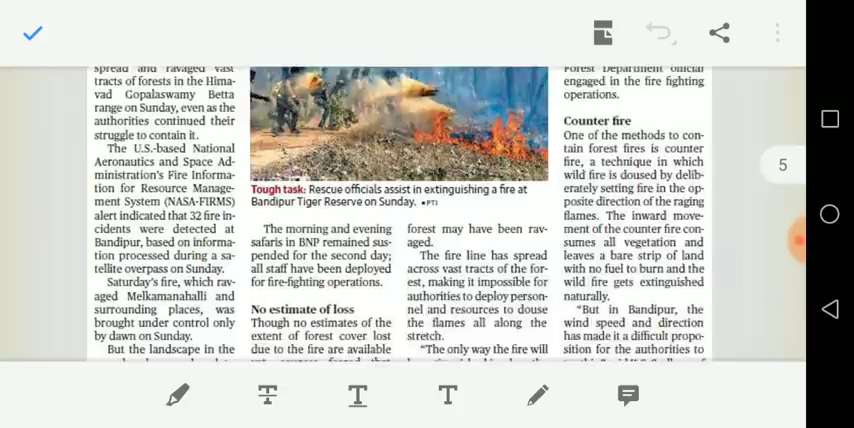 spread and ravaged vast
tracts of forests in the Hima-
vad Gopalaswamy Betta
range on Sunday, even as the
authorities continued their
struggle to contain it.
The U.S.-based National
Aeronautics and Space Ad-
ministration's Fire Informa-
tion for Resource Manage-
ment System (NASA-FIRMS)
alert indicated that 32 fire in-
cidents were detected at
Bandipur, based on informa-
tion processed during a sa-
tellite overpass on Sunday.
Saturday's fire, which rav-
aged Melkamanahalli and
surrounding places, was
brought under control only
by dawn on Sunday.
But the landscape in the
Tough task: Rescue officials assist in extinguishing a fire at
Bandipur Tiger Reserve on Sunday. •PTI
The morning and evening
safaris in BNP remained sus-
pended for the second day;
all staff have been deployed
for fire-fighting operations.
No estimate of loss
Though no estimates of the
extent of forest cover lost
due to the fire are available
forest may have been rav-
aged.
The fire line has spread
across vast tracts of the for-
est, making it impossible for
authorities to deploy person-
nel and resources to douse
the flames all along the
stretch.
"The only way the fire will
Forest Department official
engaged in the fire fighting
operations.
Counter fire
One of the methods to con-
tain forest fires is counter
fire, a technique in which
wild fire is doused by delib-
erately setting fire in the op-
posite direction of the raging
flames. The inward move-
ment of the counter fire con-
sumes all vegetation and
leaves a bare strip of land
with no fuel to burn and the
wild fire gets extinguished
naturally.
"But in Bandipur, the
wind speed and direction
has made it a difficult propo-
sition for the authorities to
5
T
T
T